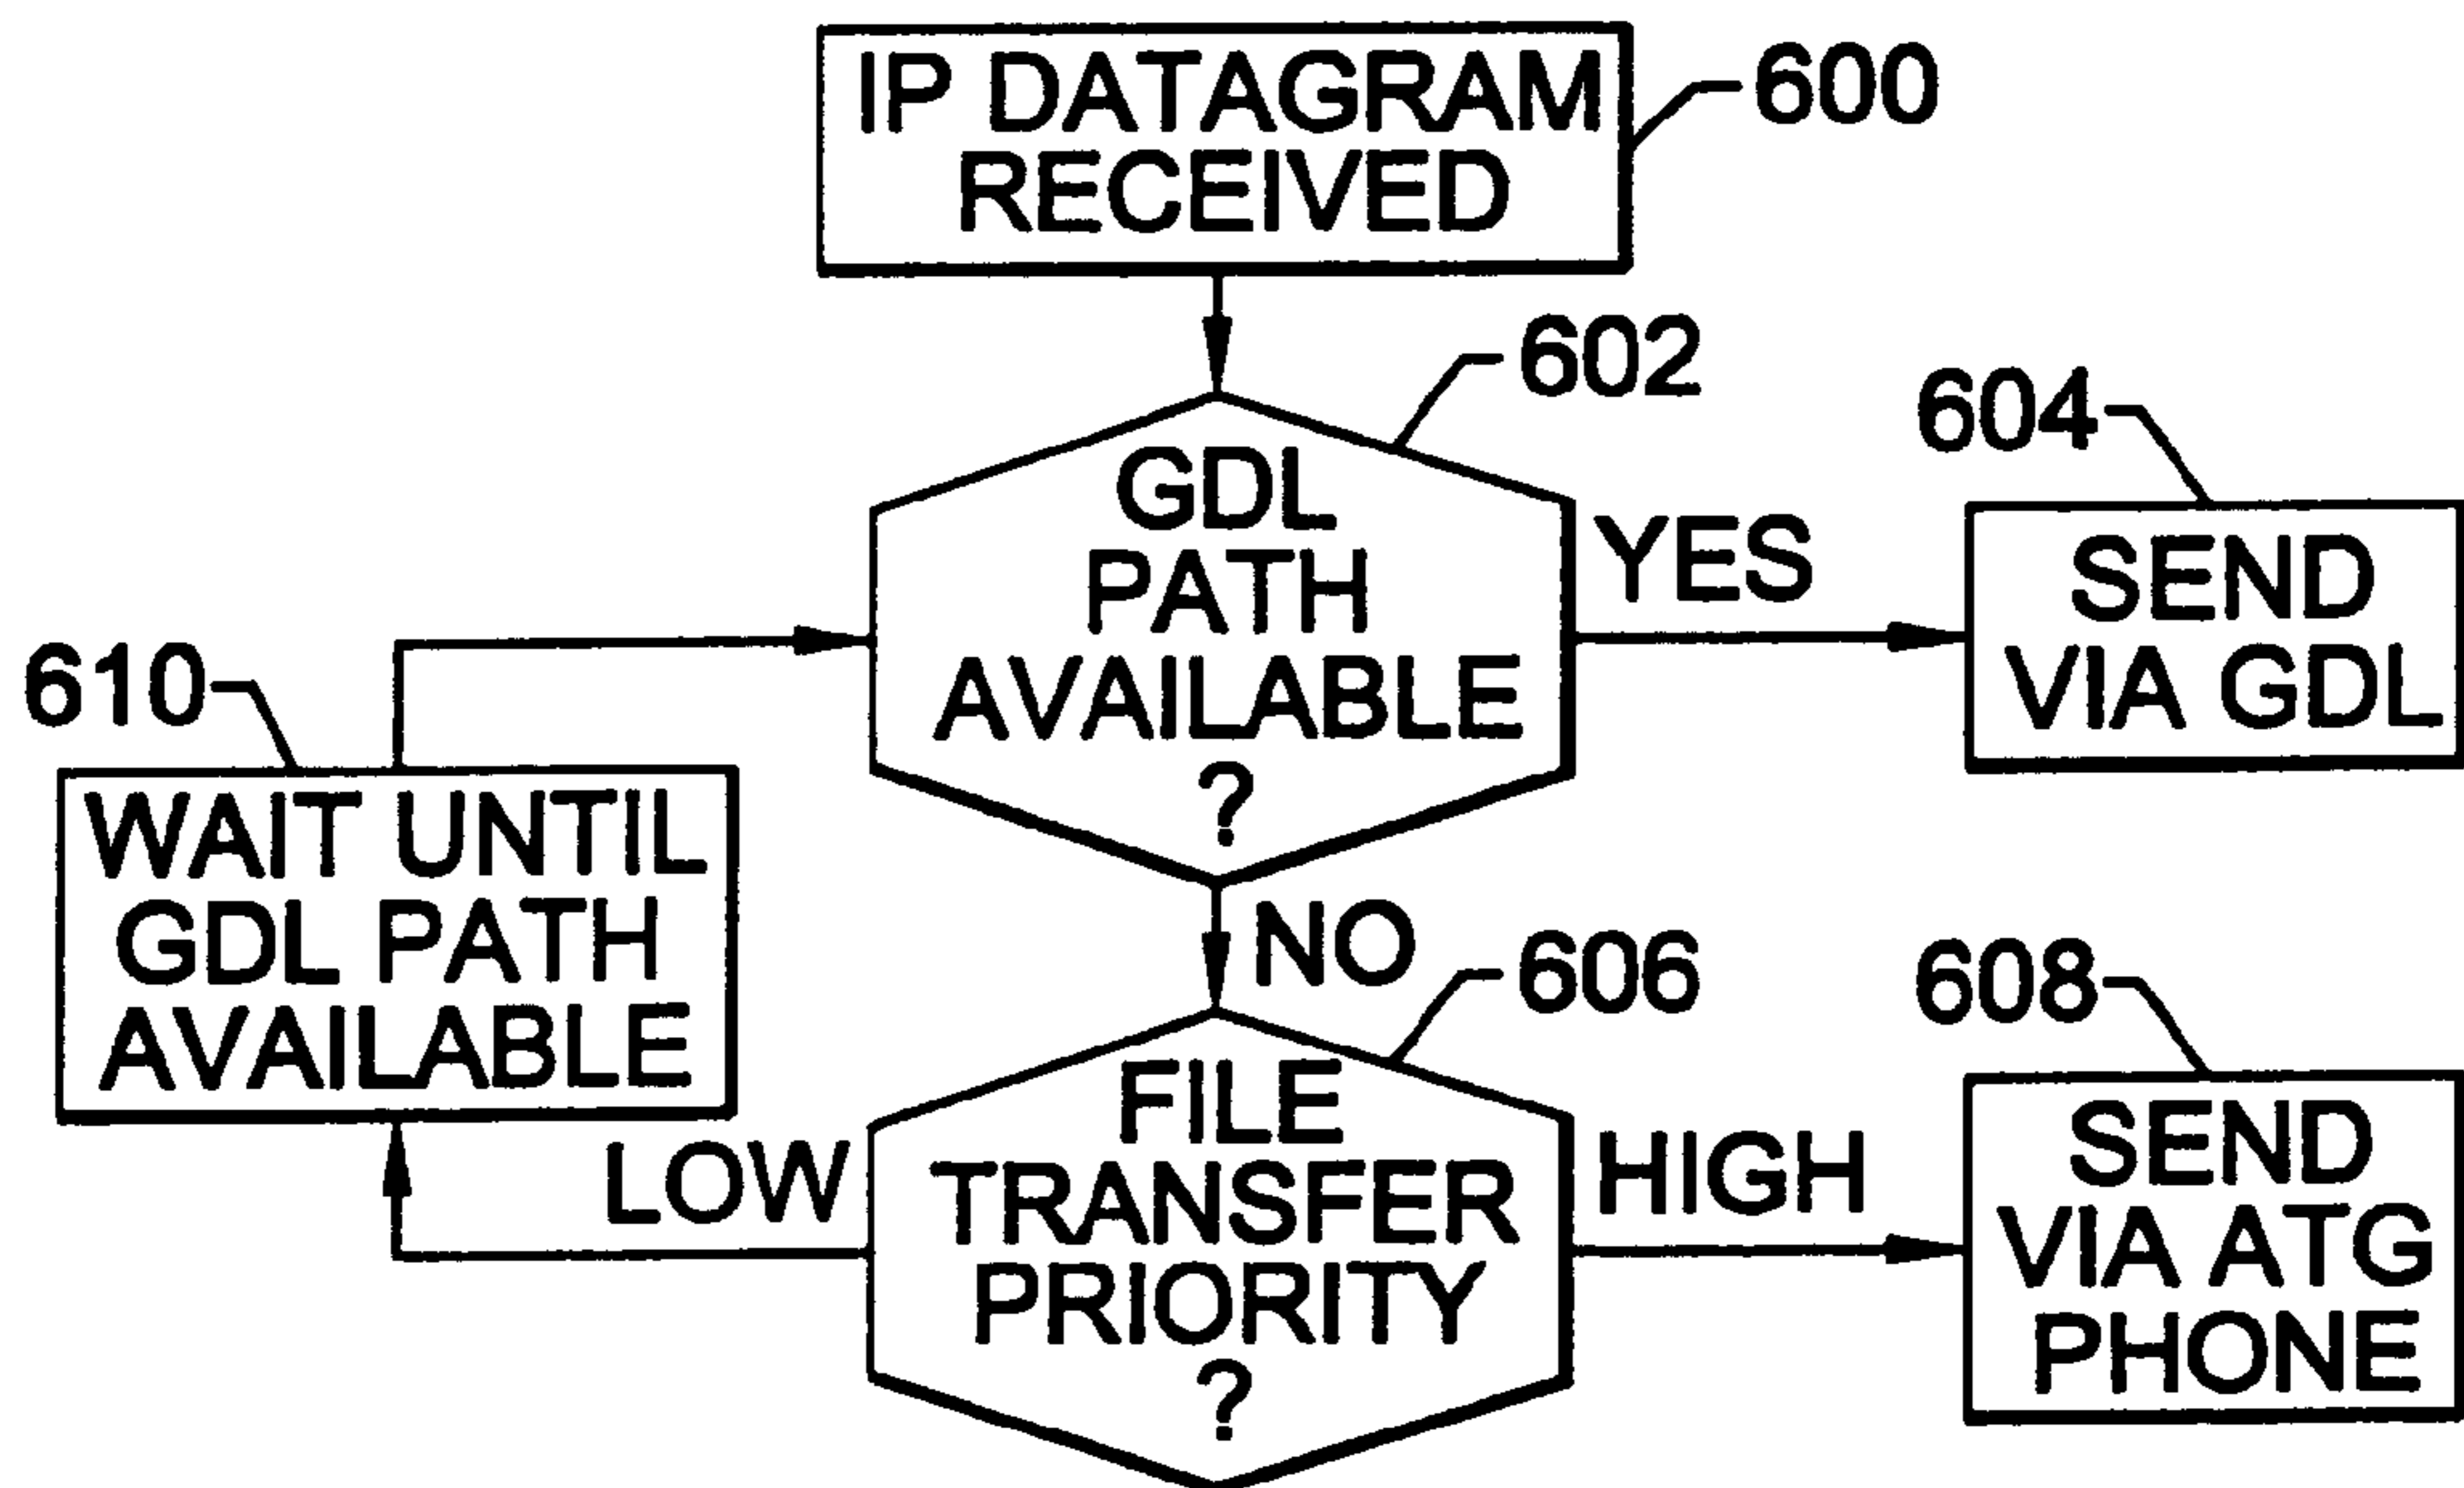 IP DATAGRAM
RECEIVED
600
602
GDL
PATH
AVAILABLE
?
YES
604
SEND
VIA GDL
610
WAIT UNTIL
GDL PATH
AVAILABLE
NO
606
FILE
TRANSFER
PRIORITY
?
LOW
HIGH
608
SEND
VIA ATG
PHONE